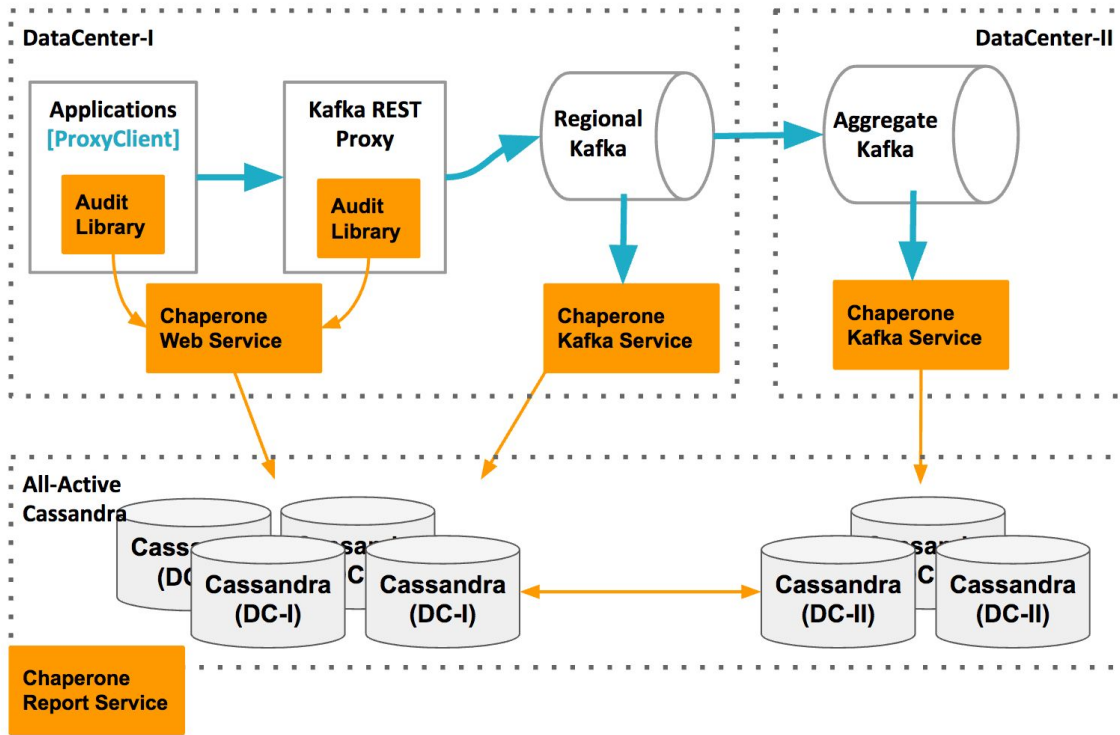 DataCenter-I
DataCenter-II
Applications
[ProxyClient]
Audit
Library
Kafka REST
Proxy
Audit
Library
Regional
Kafka
Aggregate
Kafka
Chaperone
Web Service
Chaperone
Kafka Service
Chaperone
Kafka Service
All-Active
Cassandra
Cassandra
(DC-I)
Cassandra
(DC-I)
Cassandra
(DC-II)
Cassandra
(DC-II)
Chaperone
Report Service